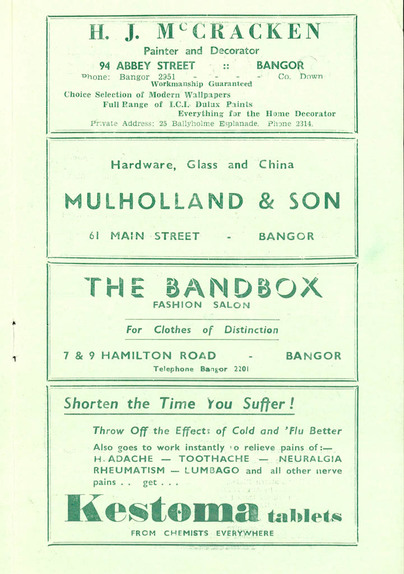 H. J. McCRACKEN
Painter and Decorator
94 ABBEY STREET :: BANGOR
Phone: Bangor 2951 - - - - Co. Down
Workmanship Guaranteed
Choice Selection of Modern Wallpapers
Full Range of I.C.I. Dulux Paints
Everything for the Home Decorator
Private Address: 25 Ballyholme Esplanade. Phone 2314.
Hardware, Glass and China
MULHOLLAND & SON
61 MAIN STREET - BANGOR
THE BANDBOX
FASHION SALON
For Clothes of Distinction
7 & 9 HAMILTON ROAD - BANGOR
Telephone Bangor 2201
Shorten the Time You Suffer!
Throw Off the Effects of Cold and 'Flu Better
Also goes to work instantly to relieve pains of:—
HEADACHE — TOOTHACHE — NEURALGIA
RHEUMATISM — LUMBAGO and all other nerve
pains . . get . . .
Kestoma tablets
FROM CHEMISTS EVERYWHERE